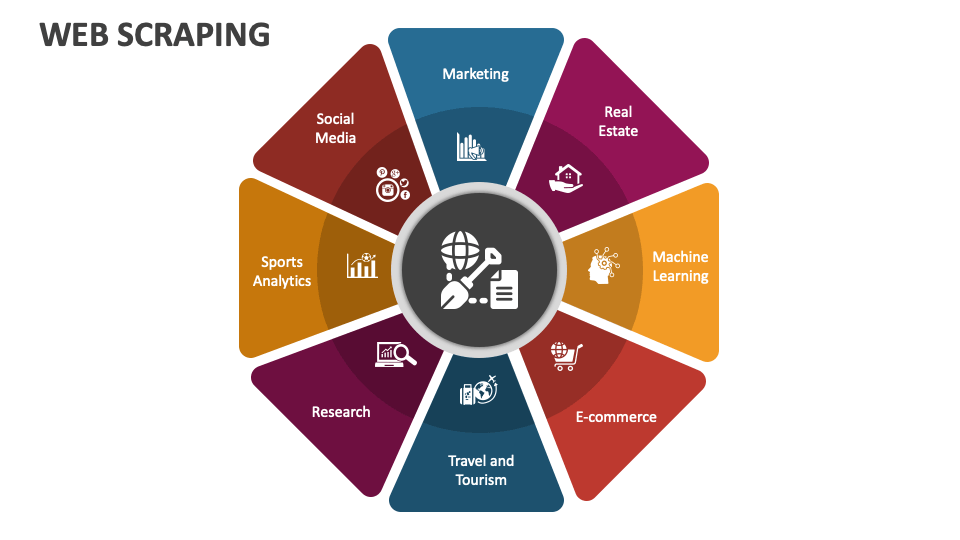 WEB SCRAPING
Marketing
Real
Estate
Machine
Learning
E-commerce
Travel and
Tourism
Research
Sports
Analytics
Social
Media